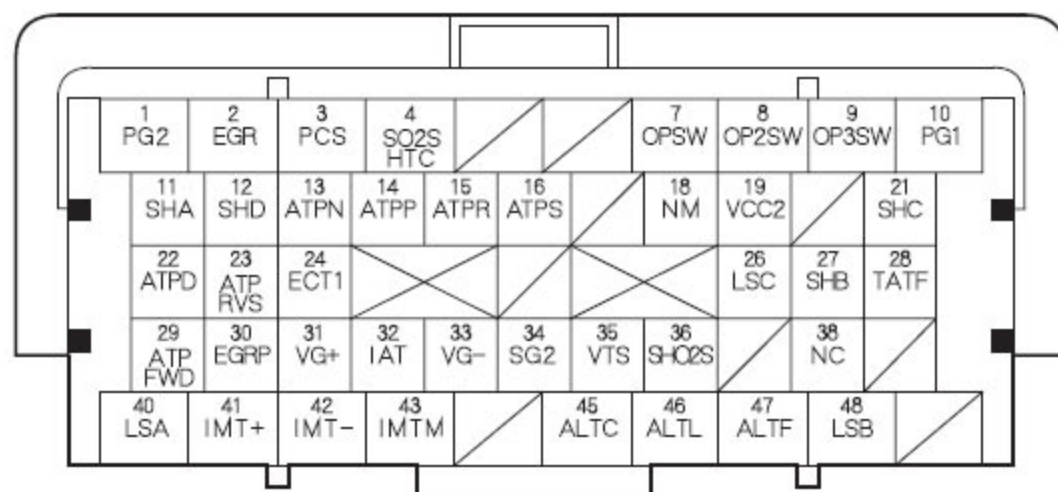 1 2 3 4 7 8 9 10
PG2 EGR PCS SO2S HTC OPSW OP2SW OP3SW PG1
11 12 13 14 15 16 18 19 21
SHA SHD ATPN ATPP ATPR ATPS NM VCC2 SHC
22 23 24 26 27 28
ATPD ATP RVS ECT1 LSC SHB TATF
29 30 31 32 33 34 35 36 38
ATP FWD EGRP VG+ IAT VG- SG2 VTS SHO2S NC
40 41 42 43 45 46 47 48
LSA IMT+ IMT- IMTM ALTC ALTL ALTF LSB